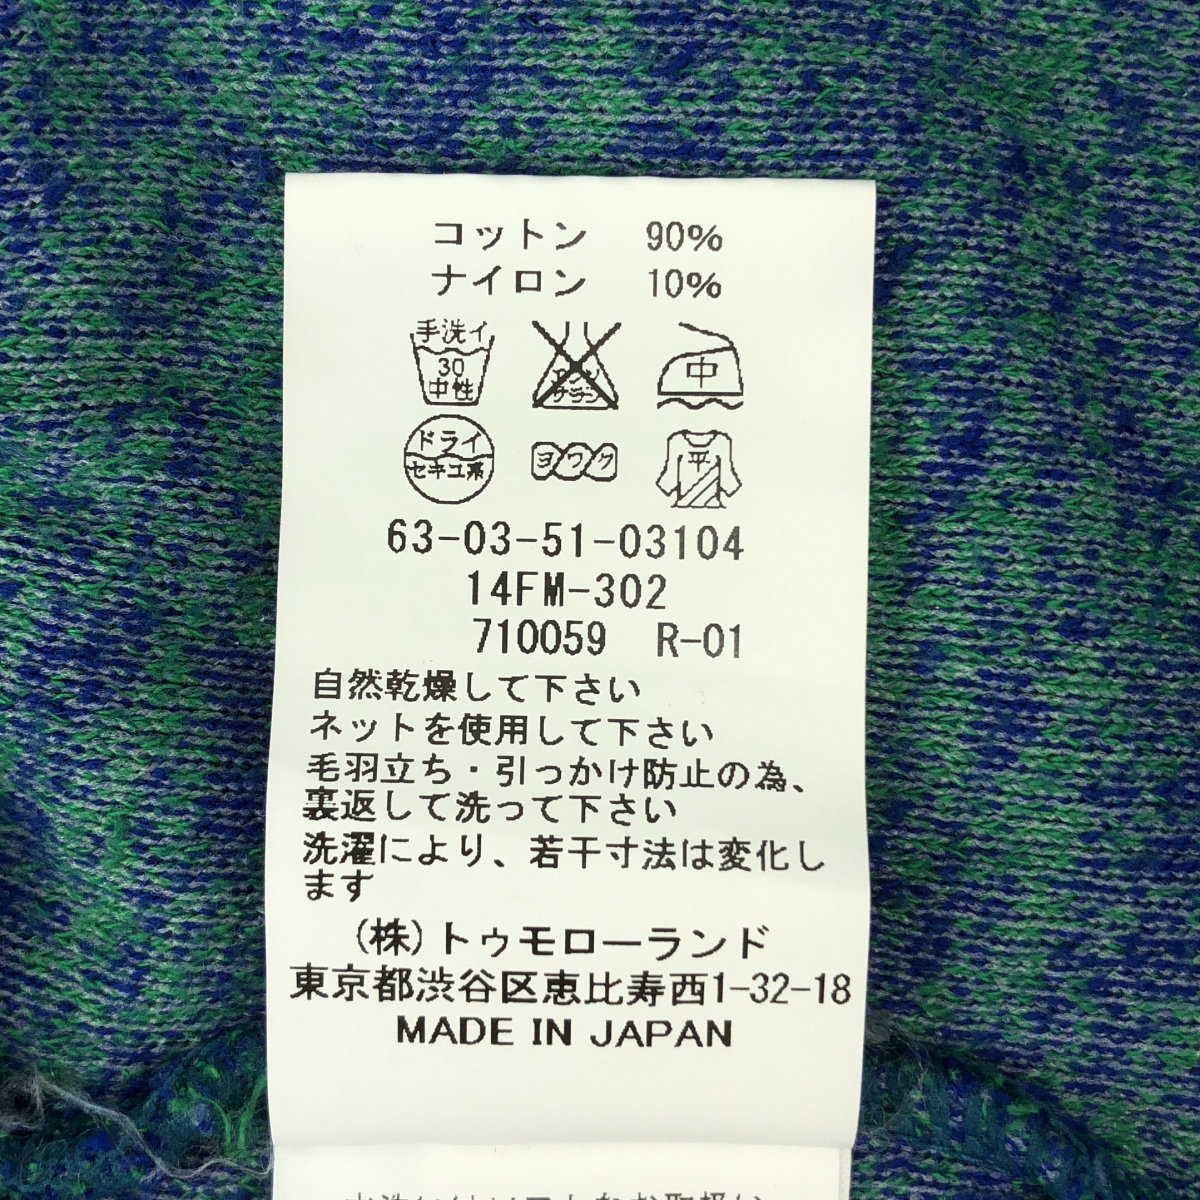 コットン 90%
ナイロン 10%
手洗イ
30
中性
エンソ
サラシ
中
ドライ
セキユ系
ヨワク
平
63-03-51-03104
14FM-302
710059 R-01
自然乾燥して下さい
ネットを使用して下さい
毛羽立ち・引っかけ防止の為、
裏返して洗って下さい
洗濯により、若干寸法は変化し
ます
(株)トゥモローランド
東京都渋谷区恵比寿西1-32-18
MADE IN JAPAN